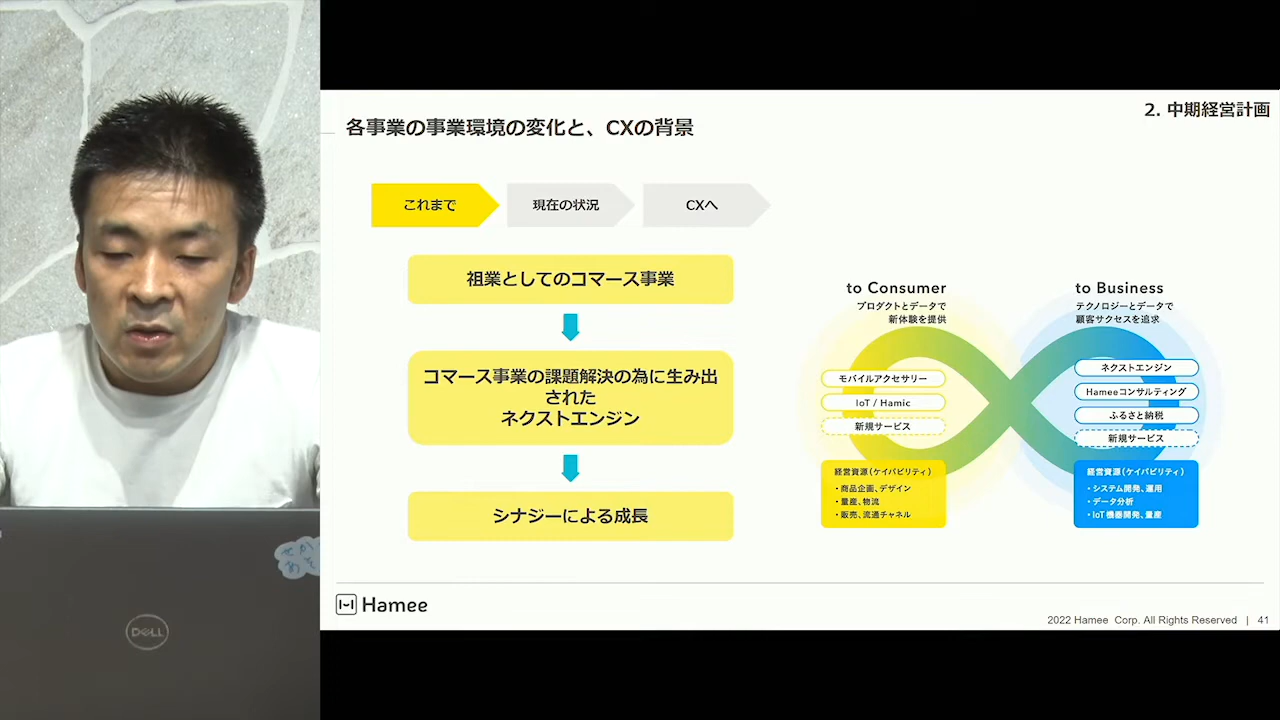 2. 中期経営計画
各事業の事業環境の変化と、CXの背景
これまで
現在の状況
CXへ
祖業としてのコマース事業
コマース事業の課題解決の為に生み出
された
ネクストエンジン
シナジーによる成長
to Consumer
プロダクトとデータで
新体験を提供
モバイルアクセサリー
IoT / Hamic
新規サービス
経営資源(ケイパビリティ)
・商品企画、デザイン
・量産、物流
・販売、流通チャネル
to Business
テクノロジーとデータで
顧客サクセスを追求
ネクストエンジン
Hameeコンサルティング
ふるさと納税
新規サービス
経営資源(ケイパビリティ)
・システム開発、運用
・データ分析
・IoT機器開発、量産
Hamee
2022 Hamee Corp. All Rights Reserved | 41
DELL